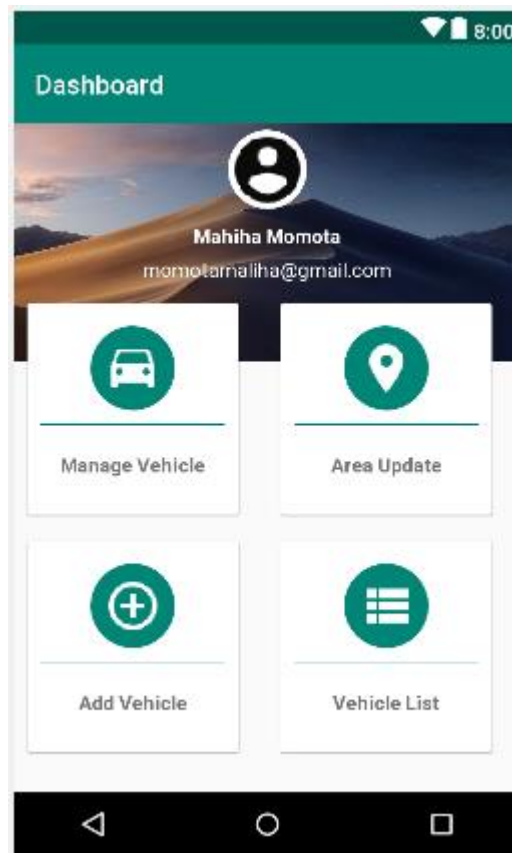 8:00
Dashboard
Mahiha Momota
momotamaliha@gmail.com
Manage Vehicle
Area Update
Add Vehicle
Vehicle List